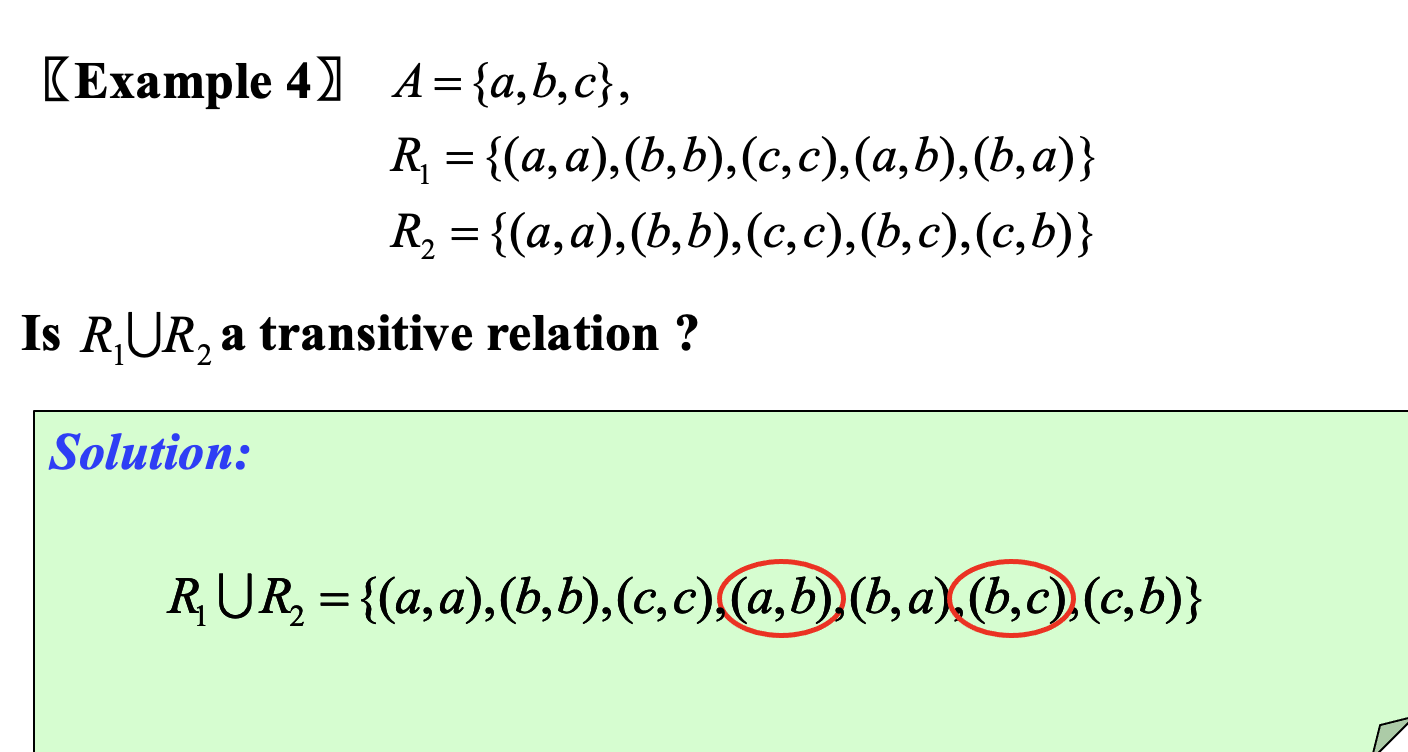 〖Example 4〗 A = {a, b, c},
R₁ = {(a, a), (b, b), (c, c), (a, b), (b, a)}
R₂ = {(a, a), (b, b), (c, c), (b, c), (c, b)}
Is R₁⋃R₂ a transitive relation ?
Solution:
R₁ ⋃ R₂ = {(a, a), (b, b), (c, c), (a, b), (b, a), (b, c), (c, b)}